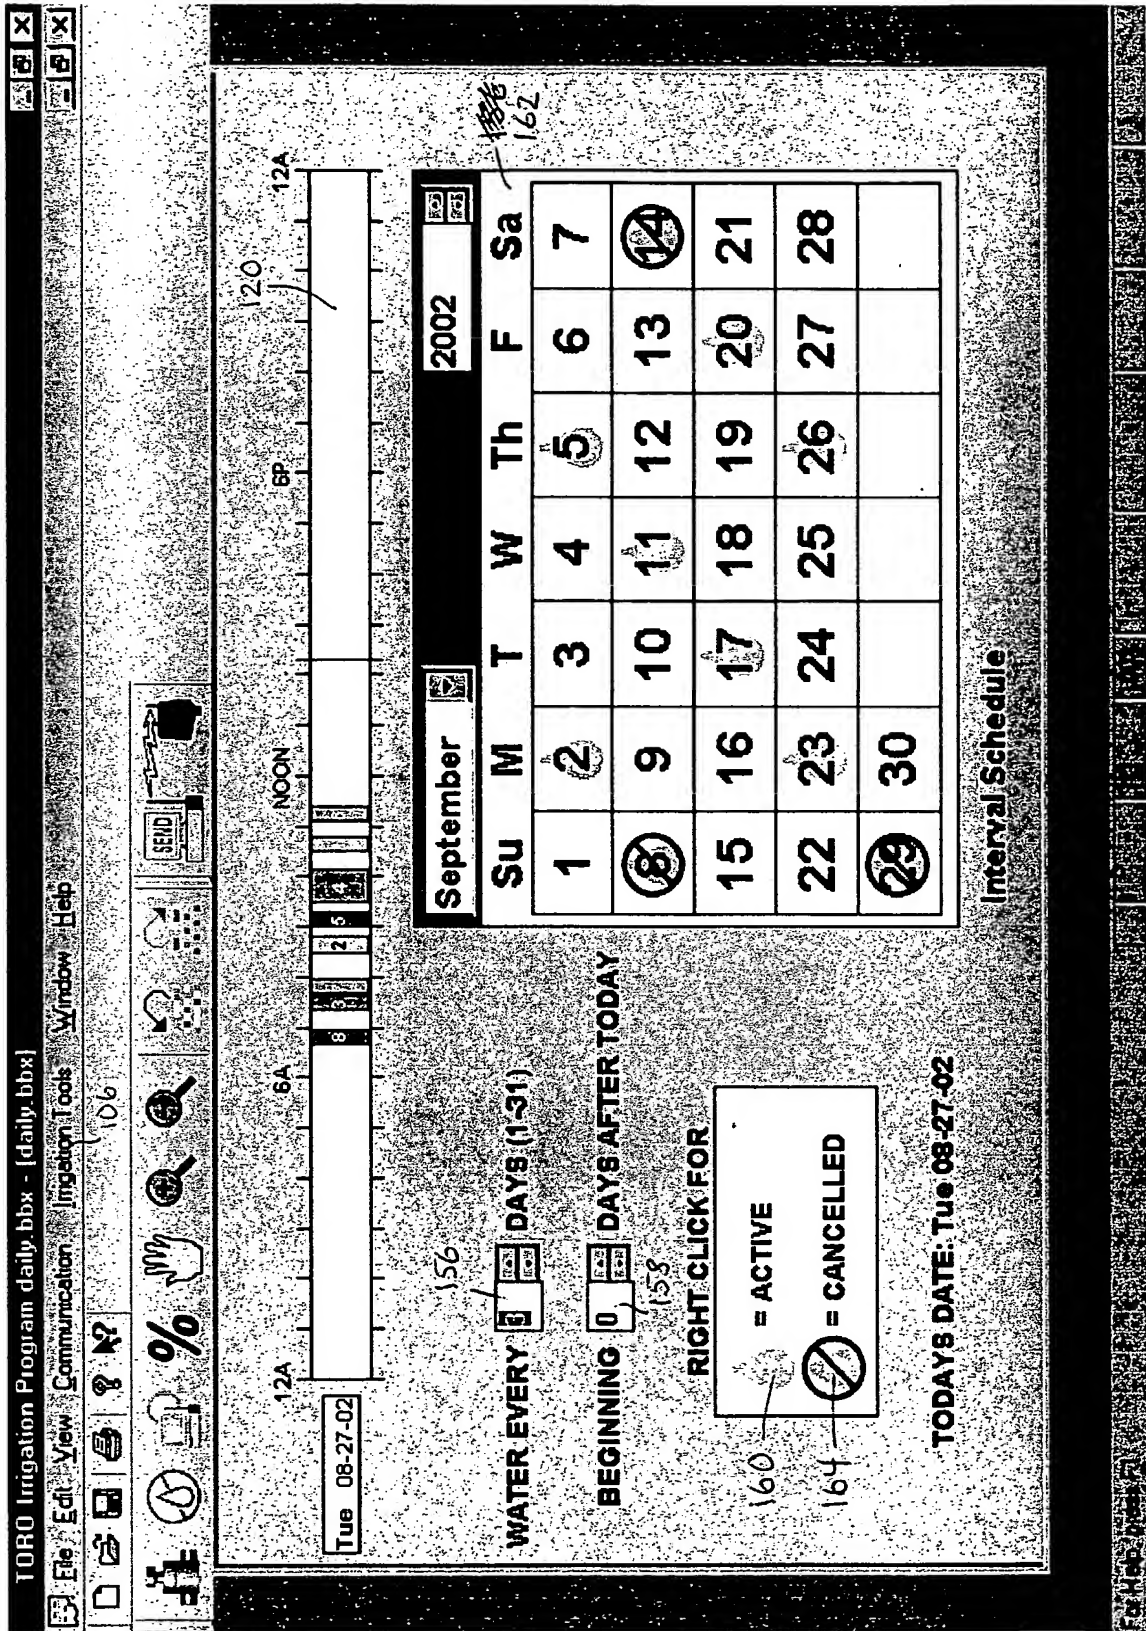 TORO Irrigation Program daily.bbx - [daily.bbx]
File Edit View Communication Irrigation Tools Window Help
106
%
SEND
120
12A 6A NOON 6P 12A
Tue 08-27-02
8 3 2 5
WATER EVERY DAYS (1-31)
156
BEGINNING 0 DAYS AFTER TODAY
158
RIGHT CLICK FOR
160 = ACTIVE
164 = CANCELLED
TODAYS DATE: Tue 08-27-02
162
September 2002
Su M T W Th F Sa
1 2 3 4 5 6 7
8 9 10 11 12 13 14
15 16 17 18 19 20 21
22 23 24 25 26 27 28
29 30
Interval Schedule
For Help, press